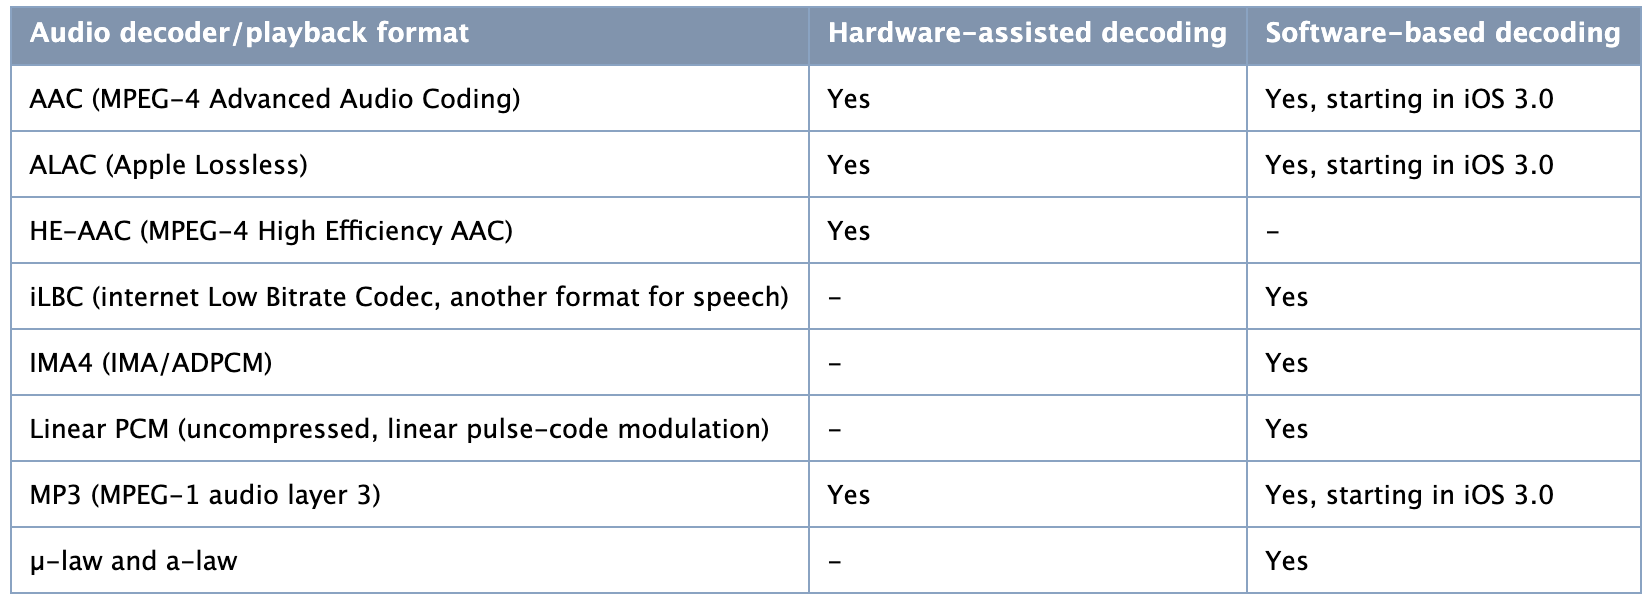 Audio decoder/playback format Hardware-assisted decoding Software-based decoding
AAC (MPEG-4 Advanced Audio Coding) Yes Yes, starting in iOS 3.0
ALAC (Apple Lossless) Yes Yes, starting in iOS 3.0
HE-AAC (MPEG-4 High Efficiency AAC) Yes –
iLBC (internet Low Bitrate Codec, another format for speech) – Yes
IMA4 (IMA/ADPCM) – Yes
Linear PCM (uncompressed, linear pulse-code modulation) – Yes
MP3 (MPEG-1 audio layer 3) Yes Yes, starting in iOS 3.0
µ-law and a-law – Yes